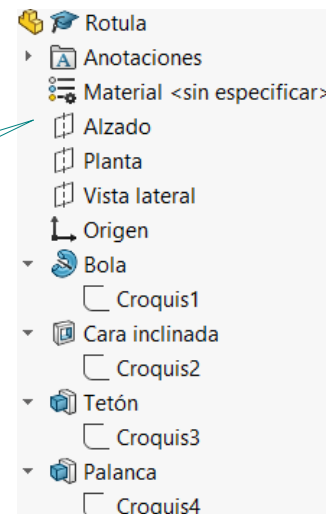 Rotula
Anotaciones
Material <sin especificar>
Alzado
Planta
Vista lateral
Origen
Bola
Croquis1
Cara inclinada
Croquis2
Tetón
Croquis3
Palanca
Croquis4